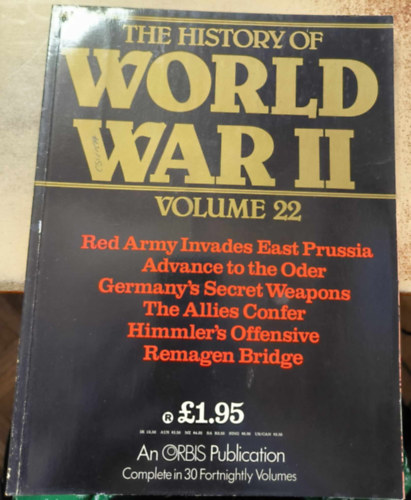 THE HISTORY OF
WORLD
WAR II
VOLUME 22
Red Army Invades East Prussia
Advance to the Oder
Germany's Secret Weapons
The Allies Confer
Himmler's Offensive
Remagen Bridge
® £1.95
An ORBIS Publication
Complete in 30 Fortnightly Volumes